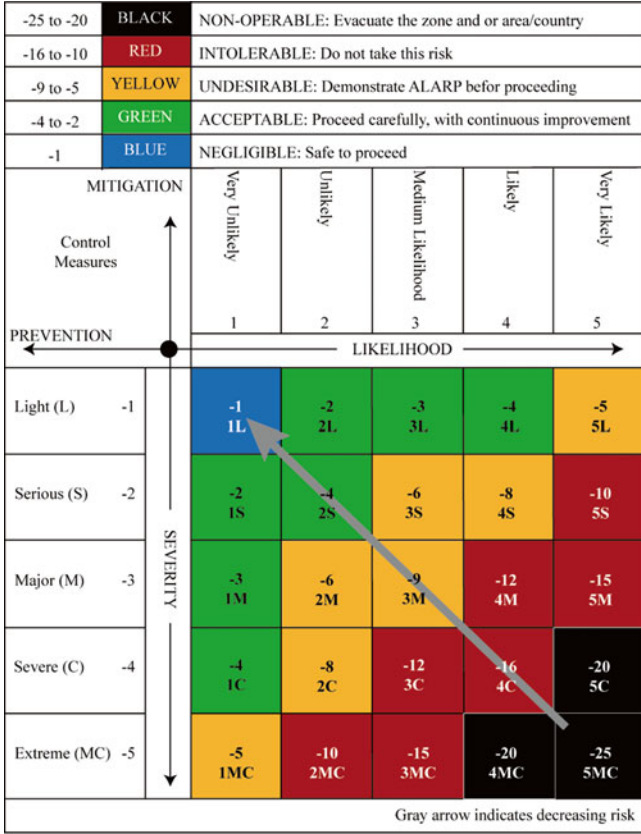 -25 to -20 BLACK NON-OPERABLE: Evacuate the zone and or area/country
-16 to -10 RED INTOLERABLE: Do not take this risk
-9 to -5 YELLOW UNDESIRABLE: Demonstrate ALARP befor proceeding
-4 to -2 GREEN ACCEPTABLE: Proceed carefully, with continuous improvement
-1 BLUE NEGLIGIBLE: Safe to proceed
MITIGATION
Control
Measures
PREVENTION
Very Unlikely
Unlikely
Medium Likelihood
Likely
Very Likely
1 2 3 4 5
LIKELIHOOD
SEVERITY
Light (L) -1
-1 -2 -3 -4 -5
1L 2L 3L 4L 5L
Serious (S) -2
-2 -4 -6 -8 -10
1S 2S 3S 4S 5S
Major (M) -3
-3 -6 -9 -12 -15
1M 2M 3M 4M 5M
Severe (C) -4
-4 -8 -12 -16 -20
1C 2C 3C 4C 5C
Extreme (MC) -5
-5 -10 -15 -20 -25
1MC 2MC 3MC 4MC 5MC
Gray arrow indicates decreasing risk